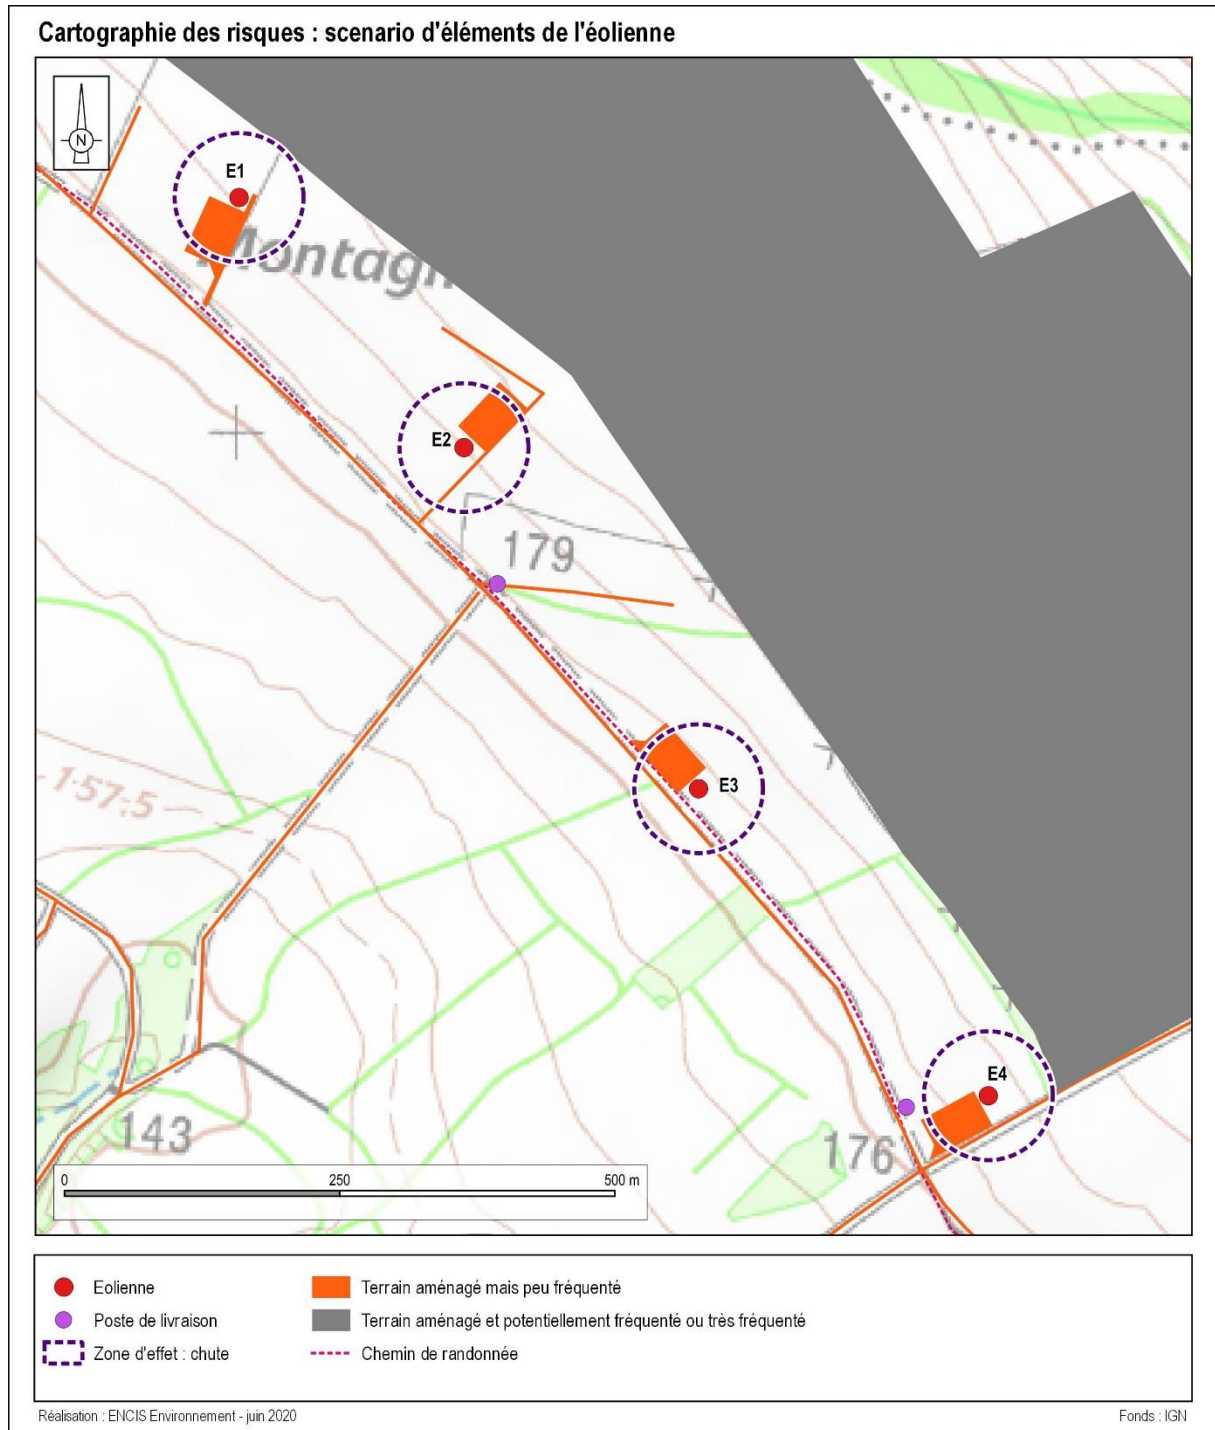 Cartographie des risques : scenario d'éléments de l'éolienne
N
E1
Montagn
E2
179
E3
157.5
E4
143
176
0 250 500 m
Eolienne
Terrain aménagé mais peu fréquenté
Poste de livraison
Terrain aménagé et potentiellement fréquenté ou très fréquenté
Zone d'effet : chute
Chemin de randonnée
Réalisation : ENCIS Environnement - juin 2020
Fonds : IGN